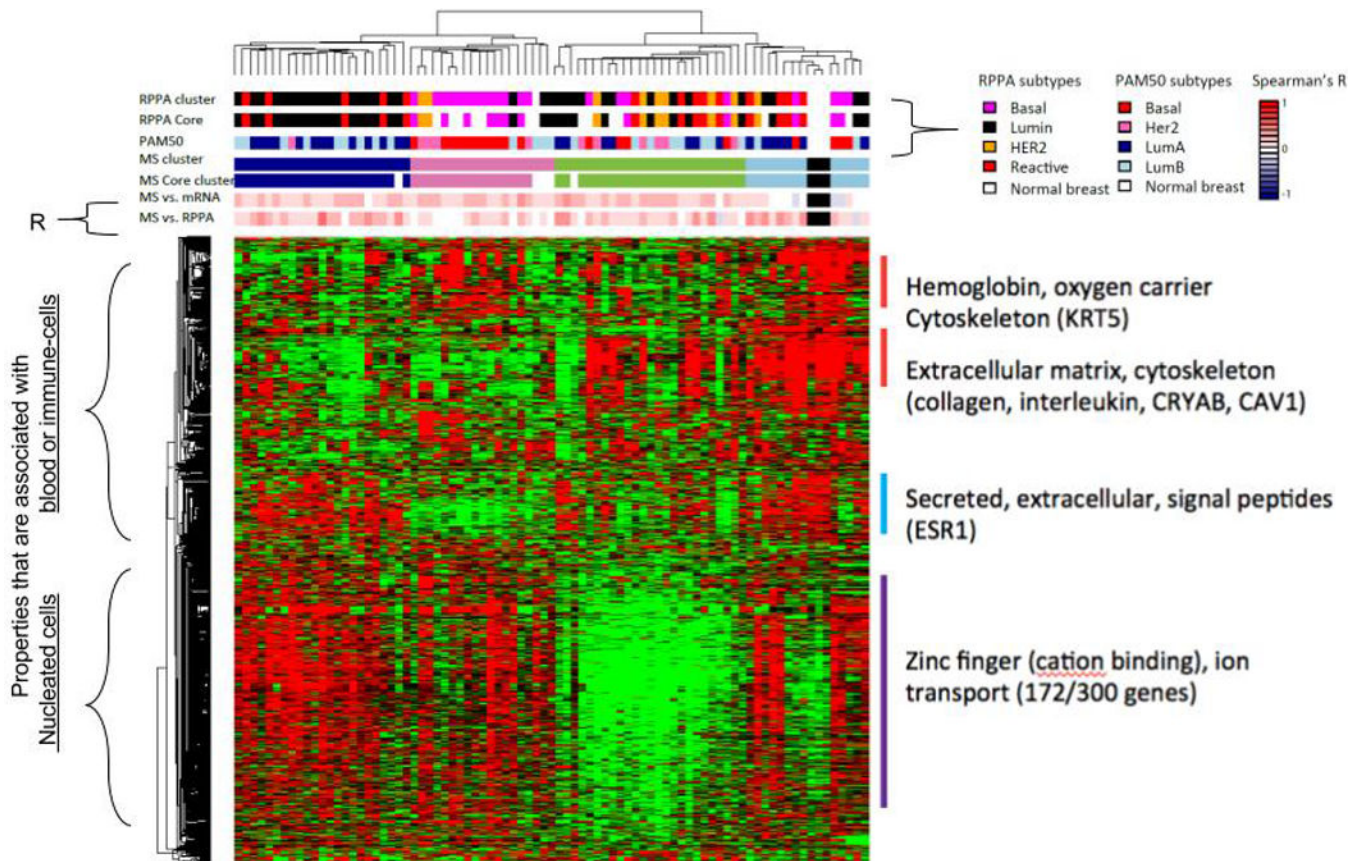 RPPA cluster
RPPA Core
PAM50
MS cluster
MS Core cluster
MS vs. mRNA
MS vs. RPPA
R
RPPA subtypes
Basal
Lumin
HER2
Reactive
Normal breast
PAM50 subtypes
Basal
Her2
LumA
LumB
Normal breast
Spearman's R
1
0
-1
Properties that are associated with
blood or immune-cells
Nucleated cells
Hemoglobin, oxygen carrier
Cytoskeleton (KRT5)
Extracellular matrix, cytoskeleton
(collagen, interleukin, CRYAB, CAV1)
Secreted, extracellular, signal peptides
(ESR1)
Zinc finger (cation binding), ion
transport (172/300 genes)